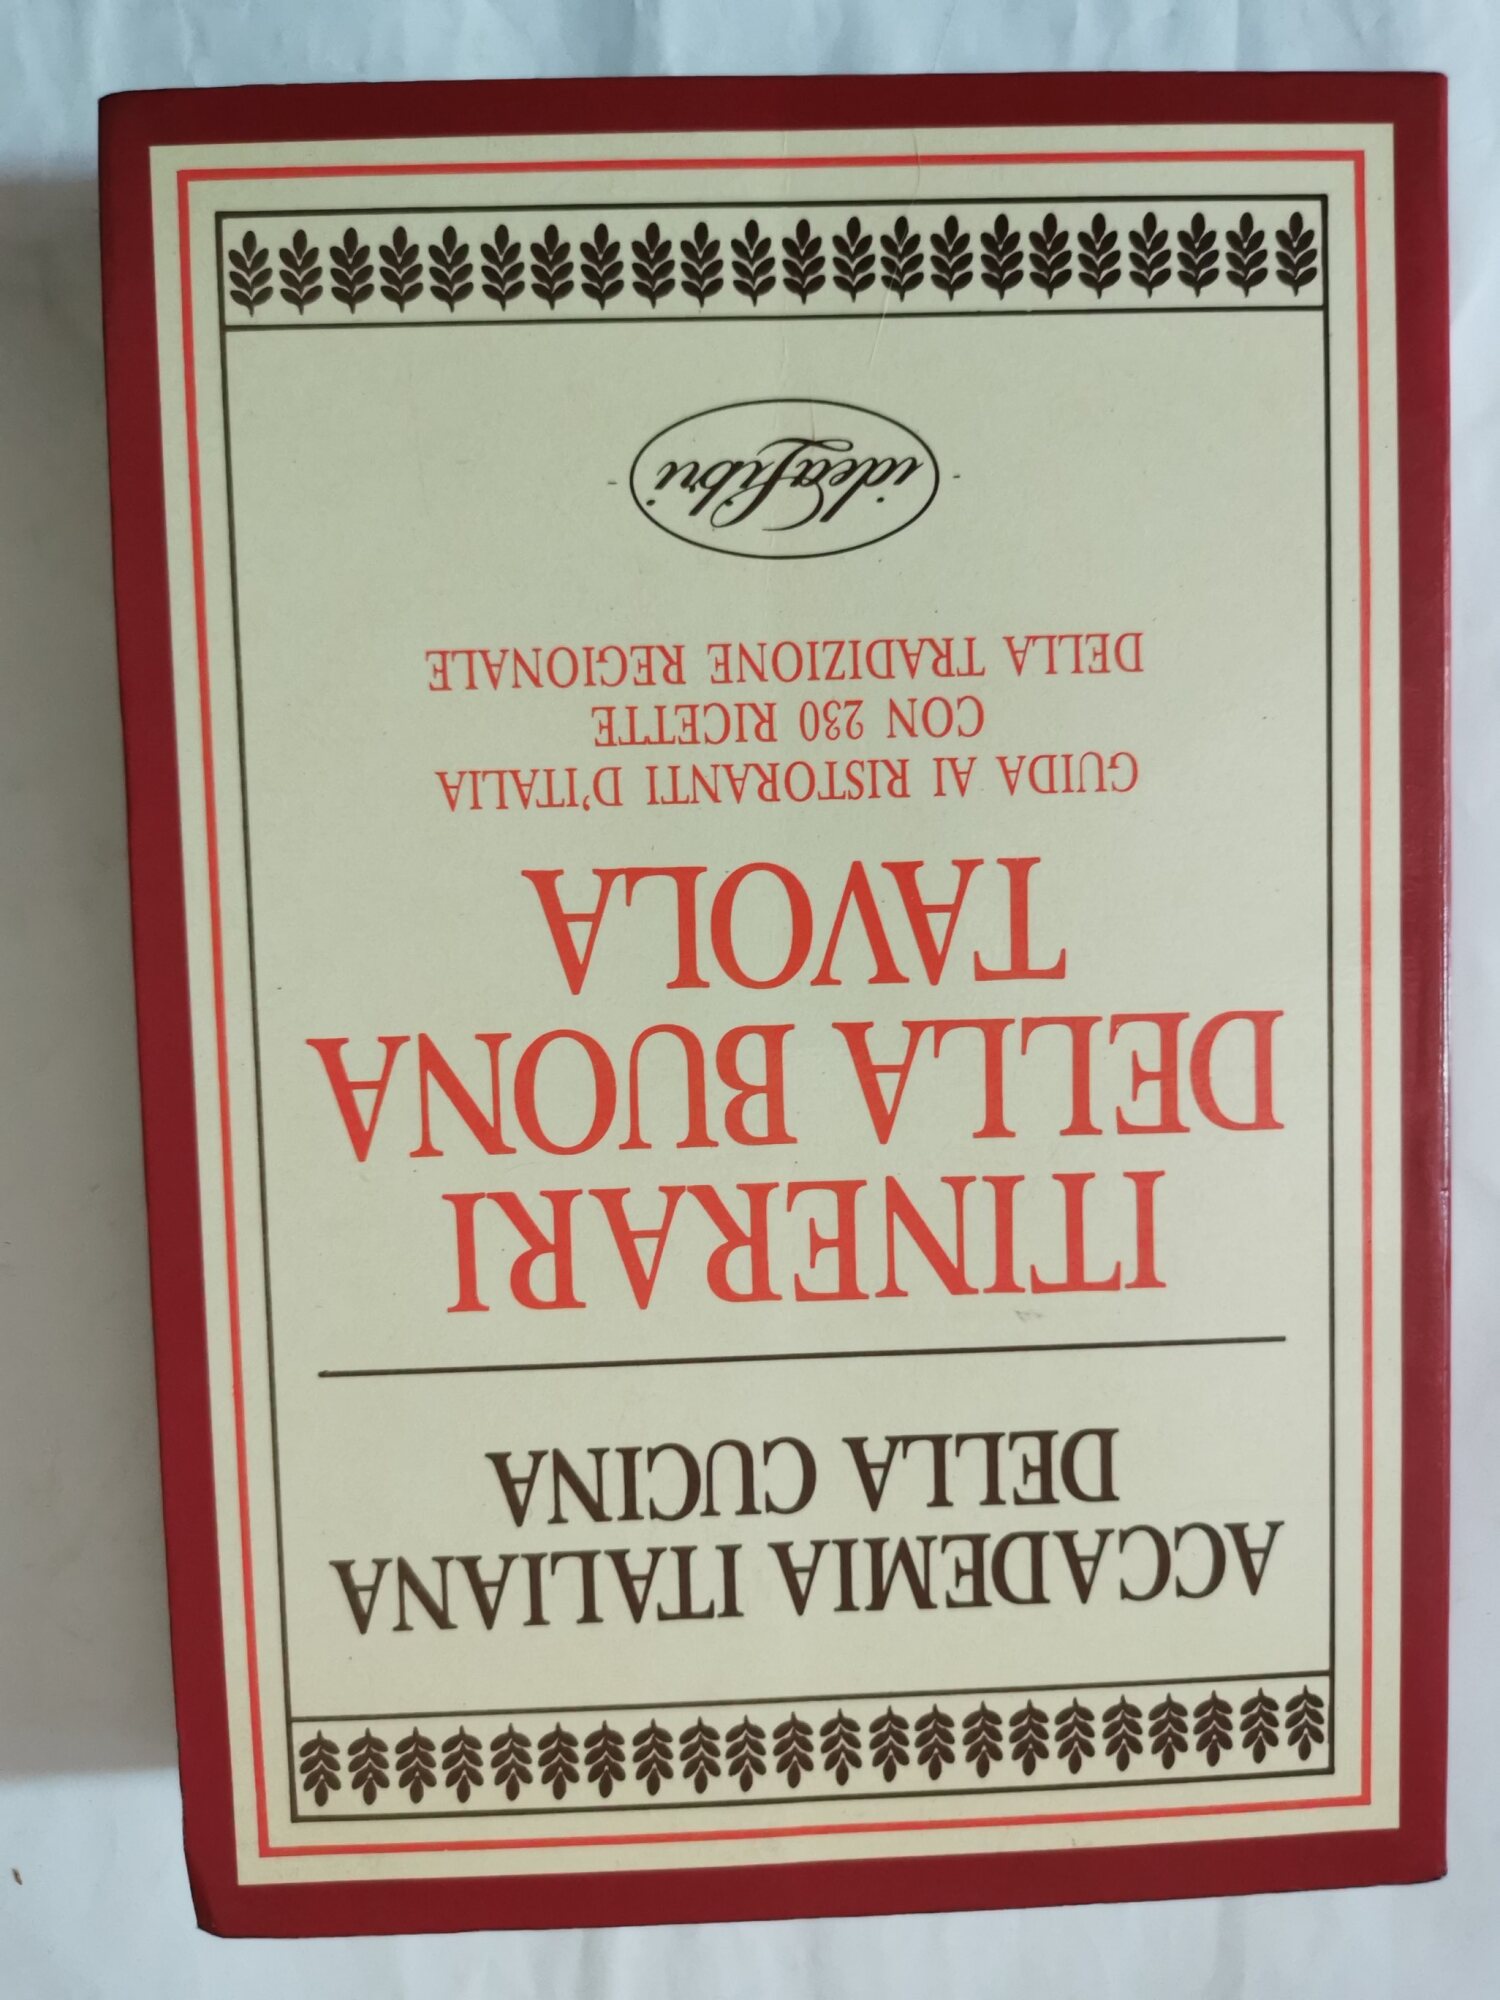 ACCADEMIA ITALIANA
DELLA CUCINA
ITINERARI
DELLA BUONA
TAVOLA
GUIDA AI RISTORANTI D'ITALIA
CON 230 RICETTE
DELLA TRADIZIONE REGIONALE
ideaLibri